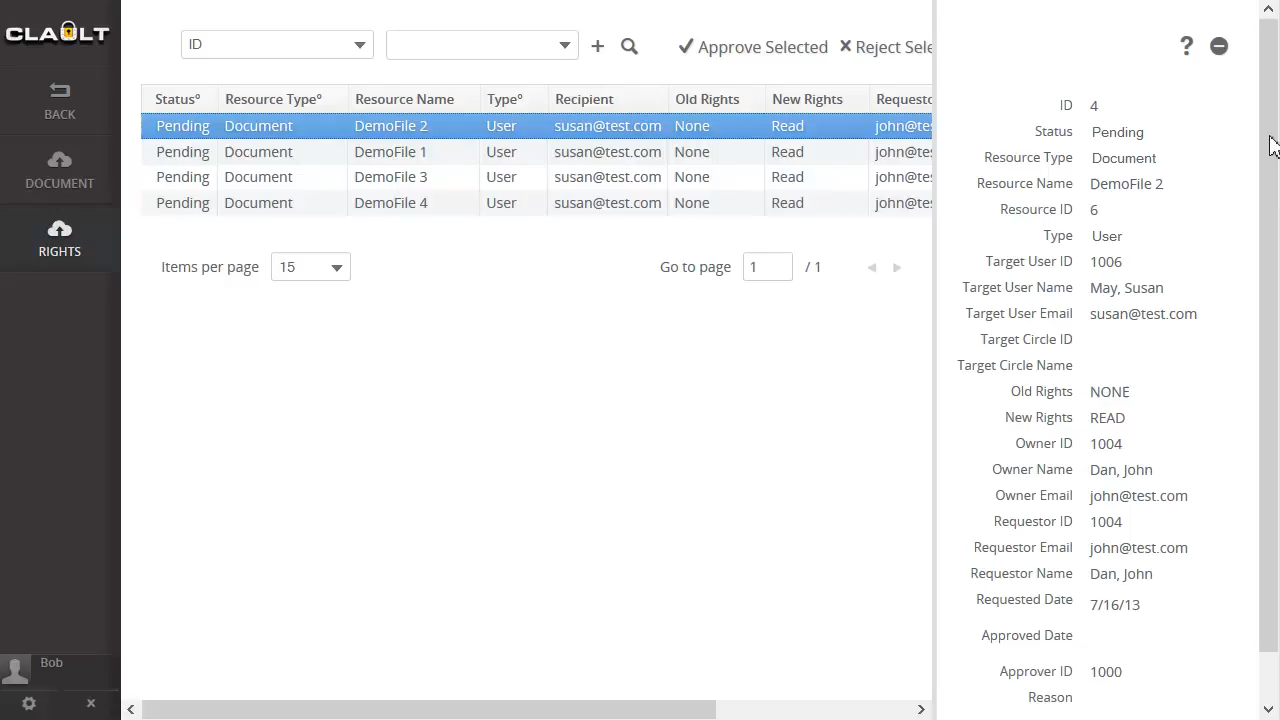 CLAULT
BACK
DOCUMENT
RIGHTS
Bob
ID
Approve Selected
Reject Sele
Status° Resource Type° Resource Name Type° Recipient Old Rights New Rights Requesto
Pending Document DemoFile 2 User susan@test.com None Read john@tes
Pending Document DemoFile 1 User susan@test.com None Read john@tes
Pending Document DemoFile 3 User susan@test.com None Read john@tes
Pending Document DemoFile 4 User susan@test.com None Read john@tes
Items per page 15 Go to page 1 / 1
?
ID 4
Status Pending
Resource Type Document
Resource Name DemoFile 2
Resource ID 6
Type User
Target User ID 1006
Target User Name May, Susan
Target User Email susan@test.com
Target Circle ID
Target Circle Name
Old Rights NONE
New Rights READ
Owner ID 1004
Owner Name Dan, John
Owner Email john@test.com
Requestor ID 1004
Requestor Email john@test.com
Requestor Name Dan, John
Requested Date 7/16/13
Approved Date
Approver ID 1000
Reason